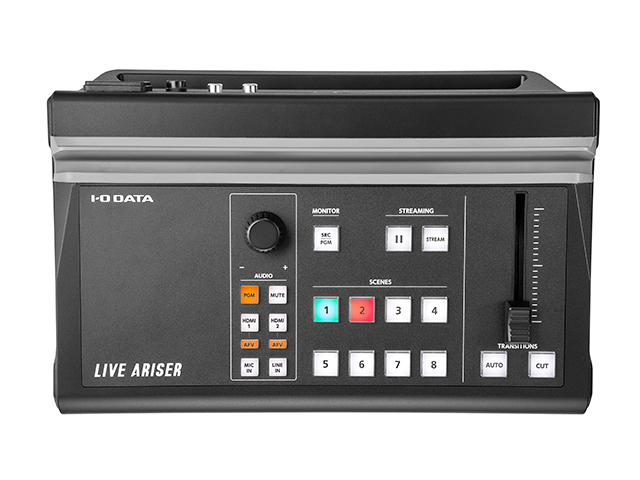 I-O DATA
MONITOR
STREAMING
SRC
PGM
STREAM
− +
AUDIO
SCENES
PGM
MUTE
1
2
3
4
HDMI
1
HDMI
2
AFV
AFV
TRANSITIONS
MIC
IN
LINE
IN
5
6
7
8
AUTO
CUT
LIVE ARISER